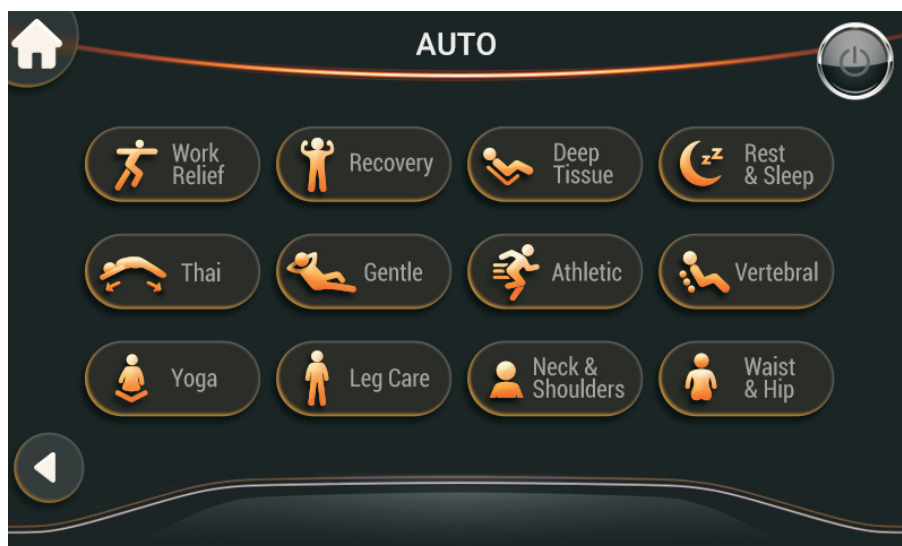 AUTO
Work
Relief
Recovery
Deep
Tissue
zz
Rest
& Sleep
Thai
Gentle
Athletic
Vertebral
Yoga
Leg Care
Neck &
Shoulders
Waist
& Hip